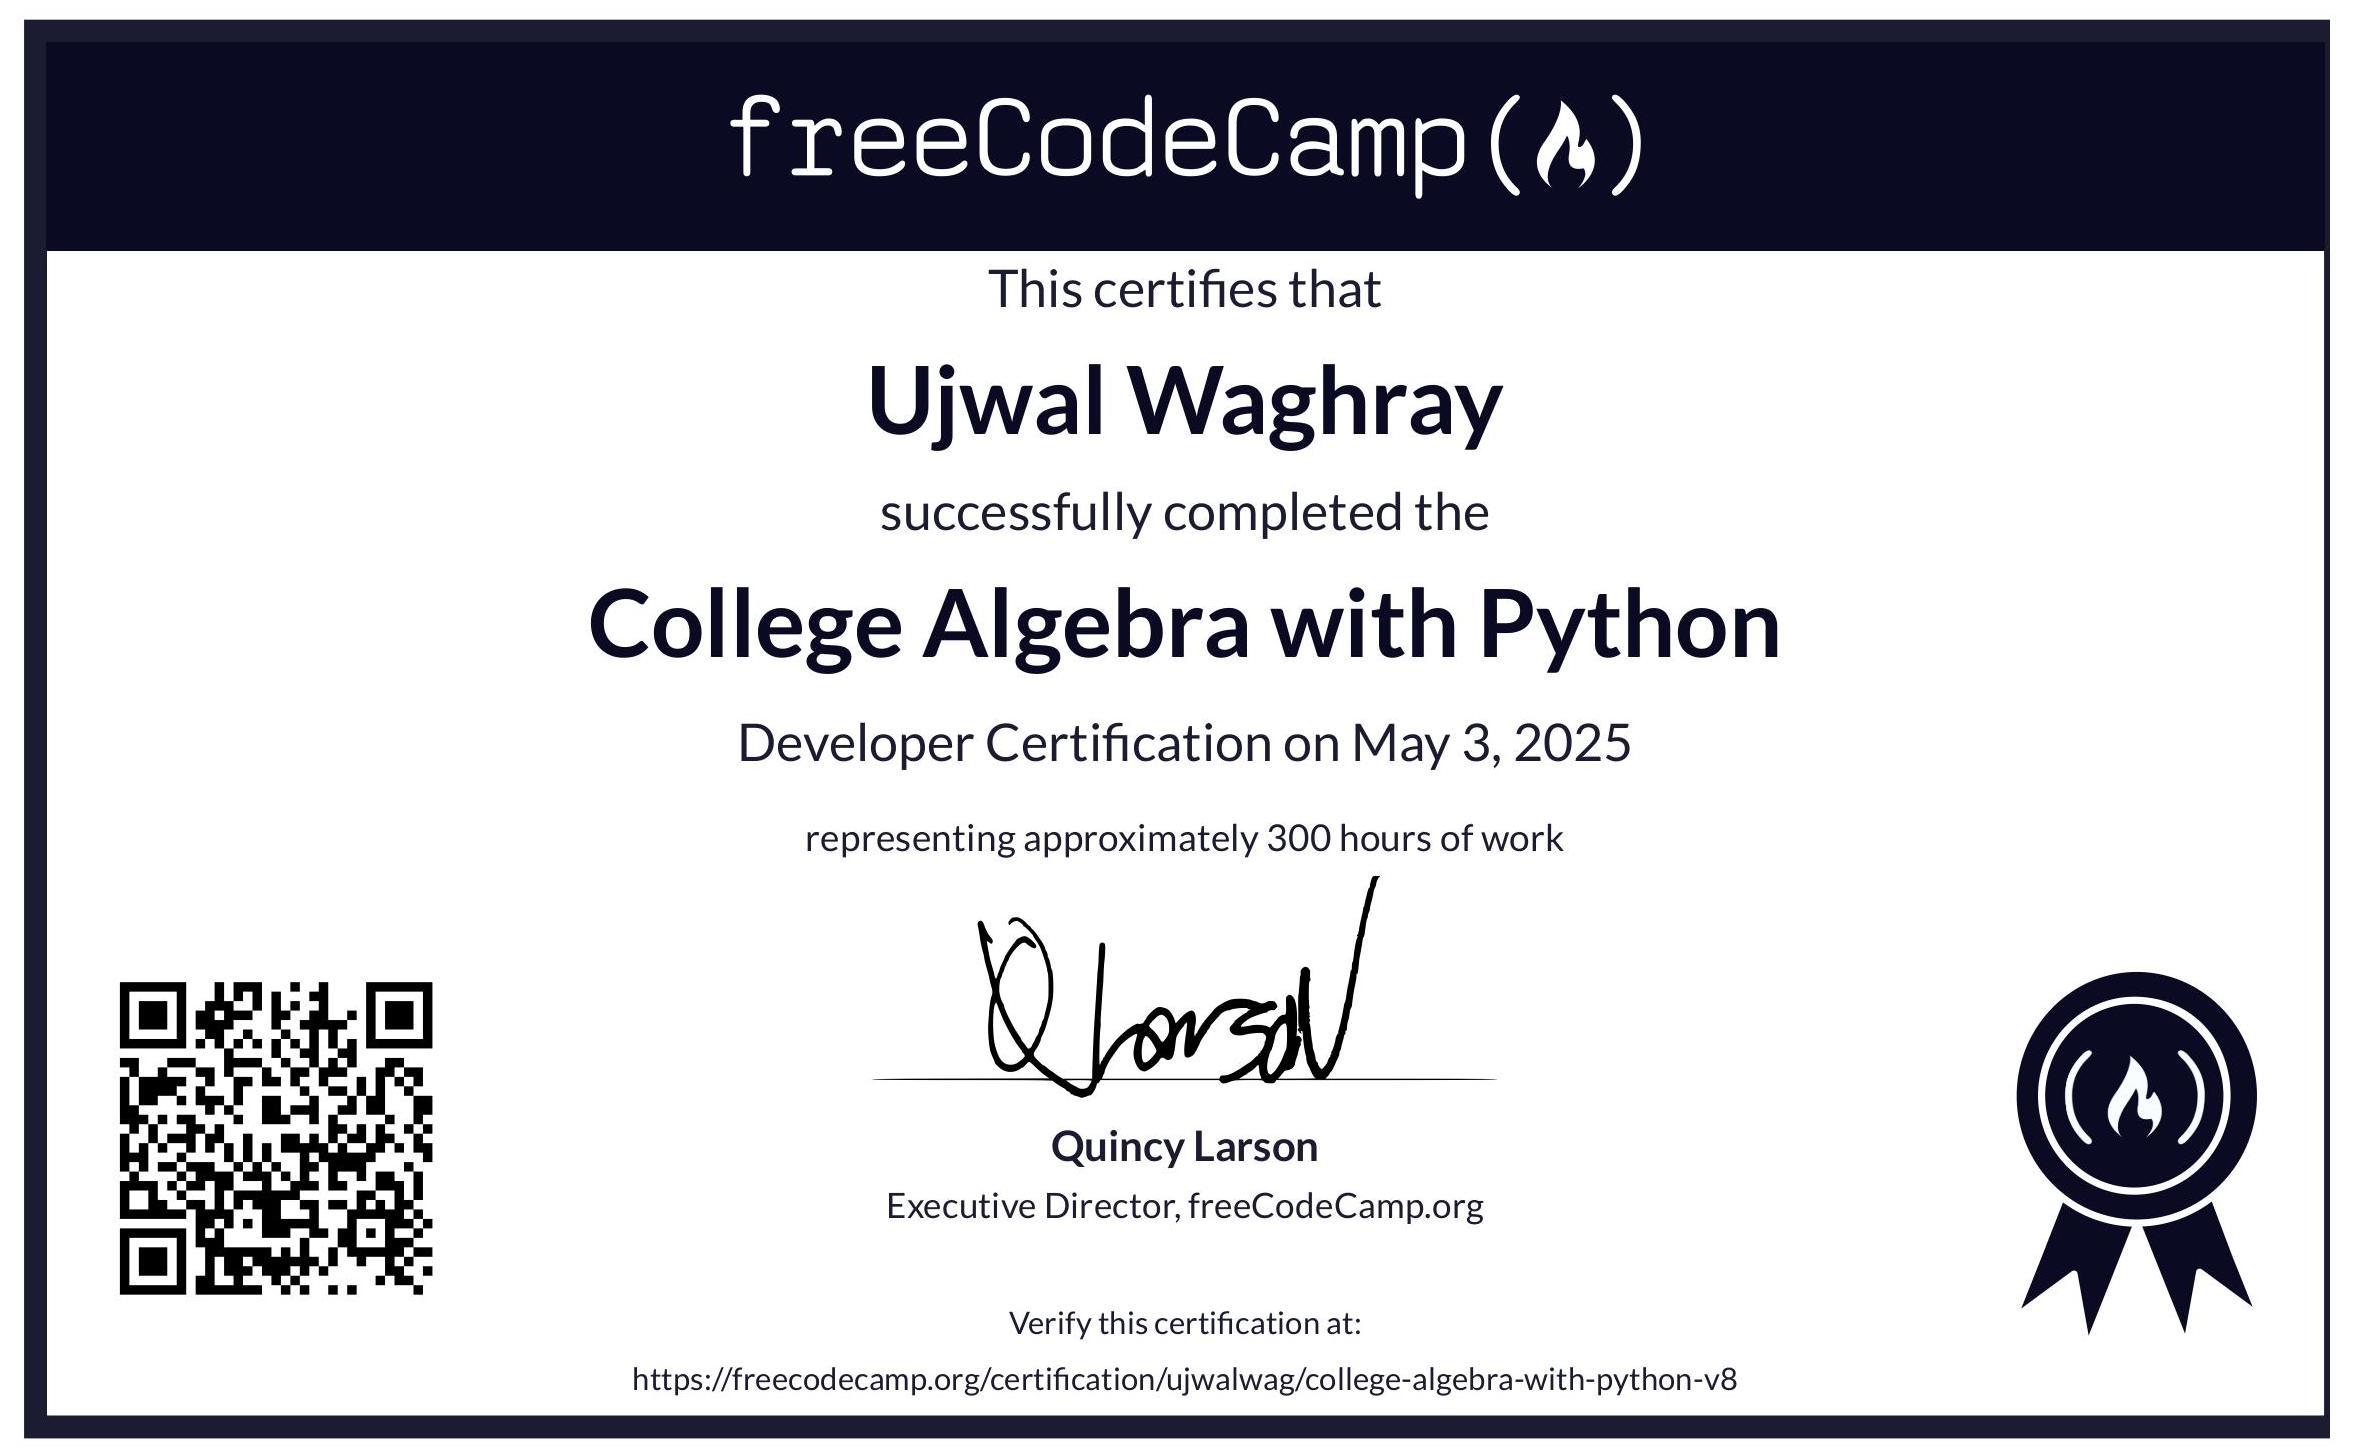 freeCodeCamp
This certifies that
Ujwal Waghray
successfully completed the
College Algebra with Python
Developer Certification on May 3, 2025
representing approximately 300 hours of work
QLarson
Quincy Larson
Executive Director, freeCodeCamp.org
Verify this certification at:
https://freecodecamp.org/certification/ujwalwag/college-algebra-with-python-v8